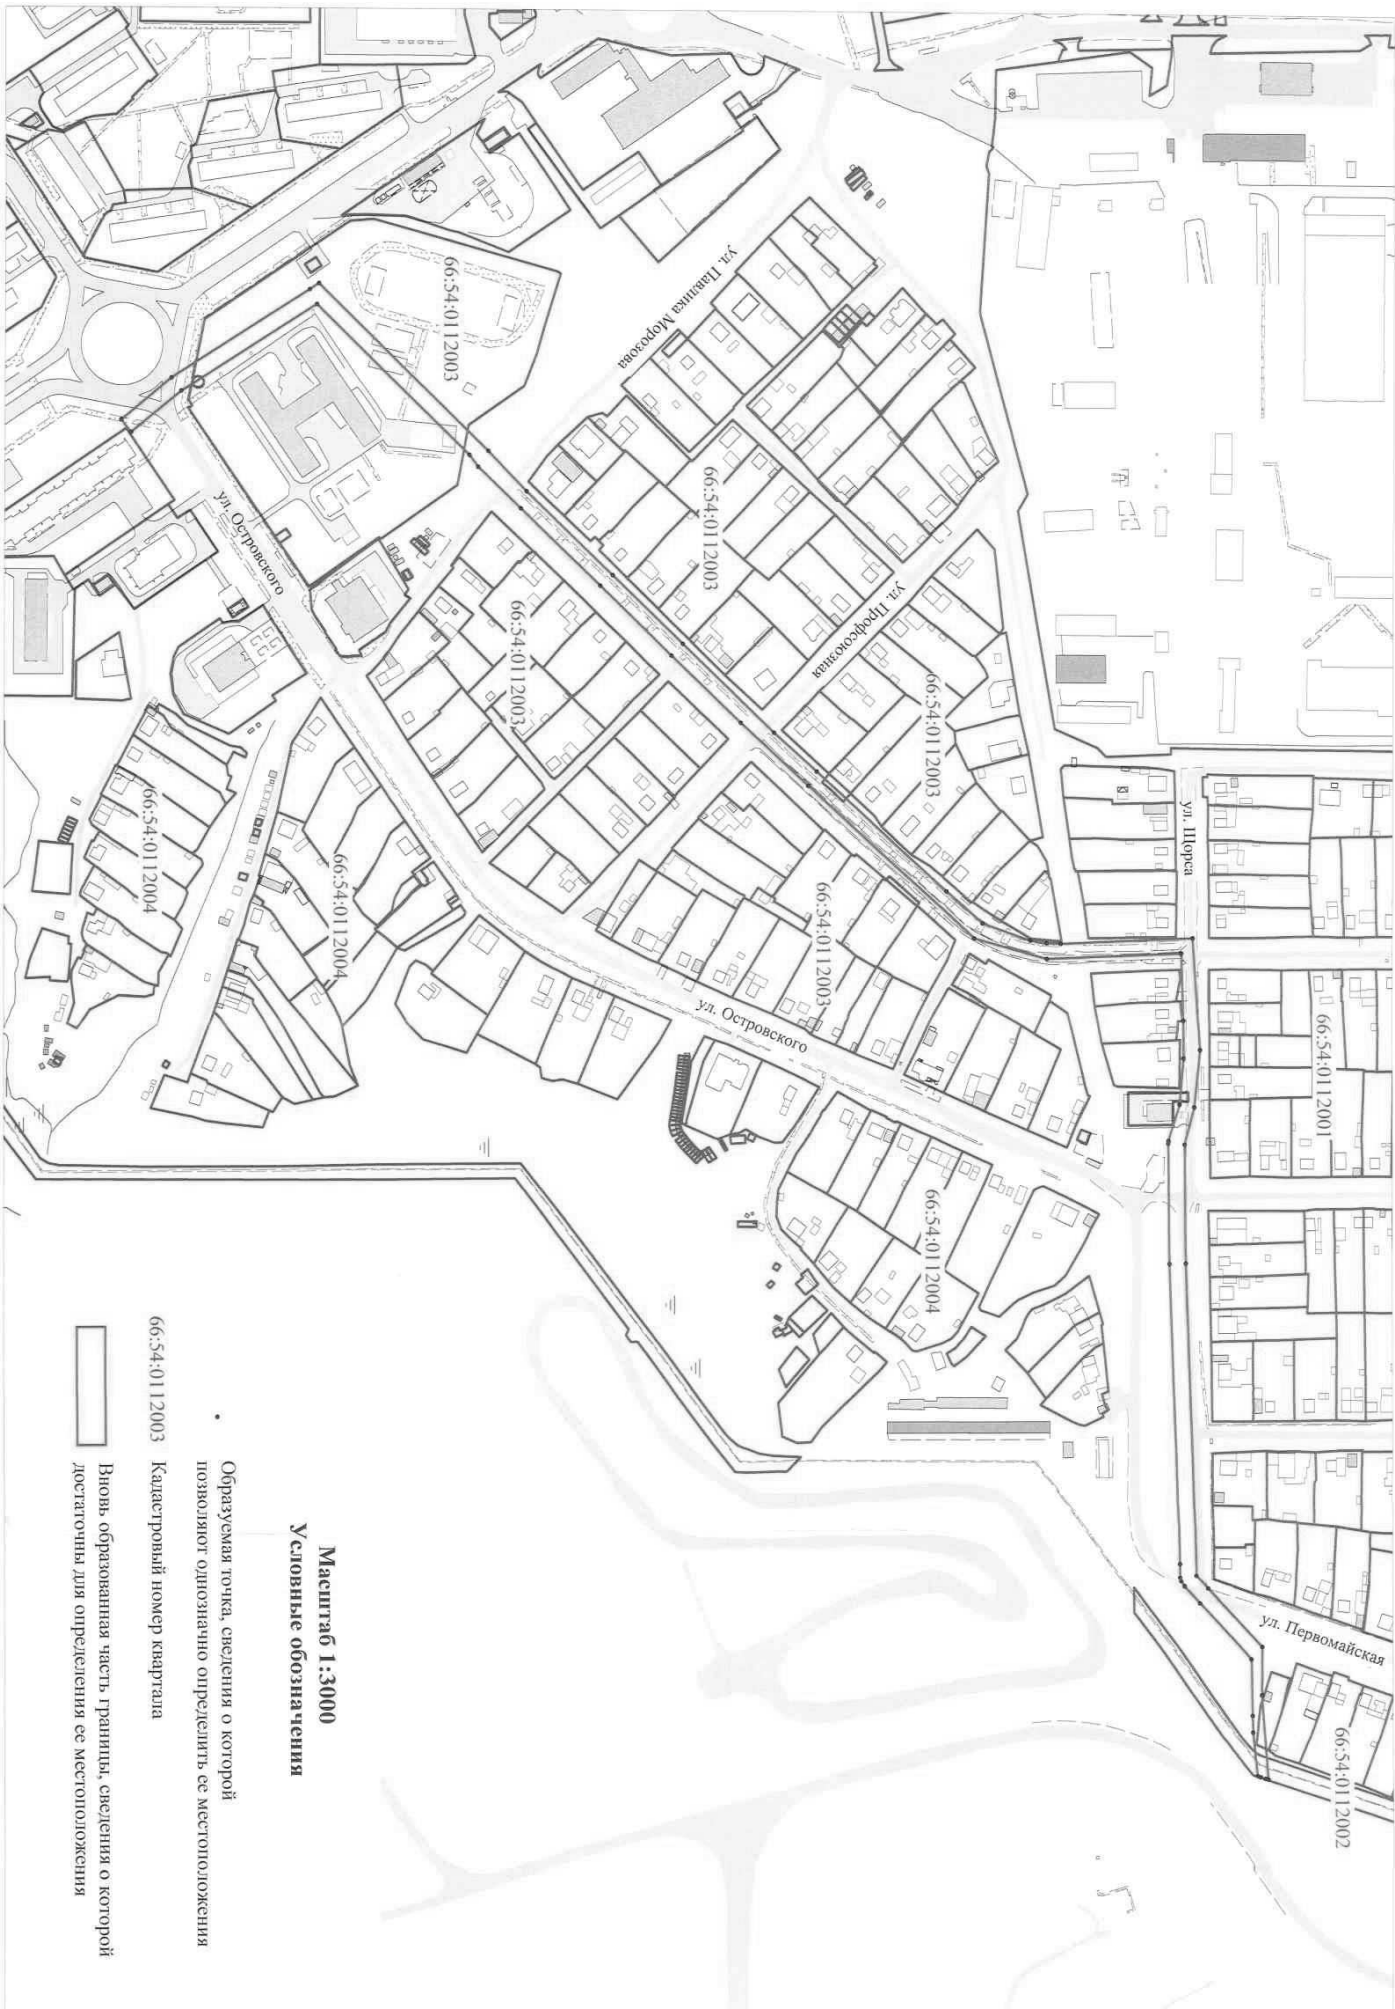 66:54:0112003
ул. Павлика Морозова
66:54:0112003
ул. Профсоюзная
66:54:0112003
ул. Щорса
66:54:0112001
ул. Первомайская
66:54:0112002
ул. Островского
66:54:0112003
66:54:0112003
ул. Островского
66:54:0112004
66:54:0112004
66:54:0112004
Масштаб 1:3000
Условные обозначения
Образуемая точка, сведения о которой
позволяют однозначно определить ее местоположения
66:54:0112003 Кадастровый номер квартала
Вновь образованная часть границы, сведения о которой
достаточны для определения ее местоположения